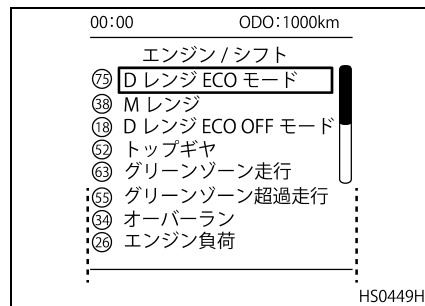 00:00 ODO:1000km
エンジン / シフト
75 D レンジ ECO モード
38 M レンジ
18 D レンジ ECO OFF モード
52 トップギヤ
63 グリーンゾーン走行
55 グリーンゾーン超過走行
34 オーバーラン
26 エンジン負荷
HS0449H